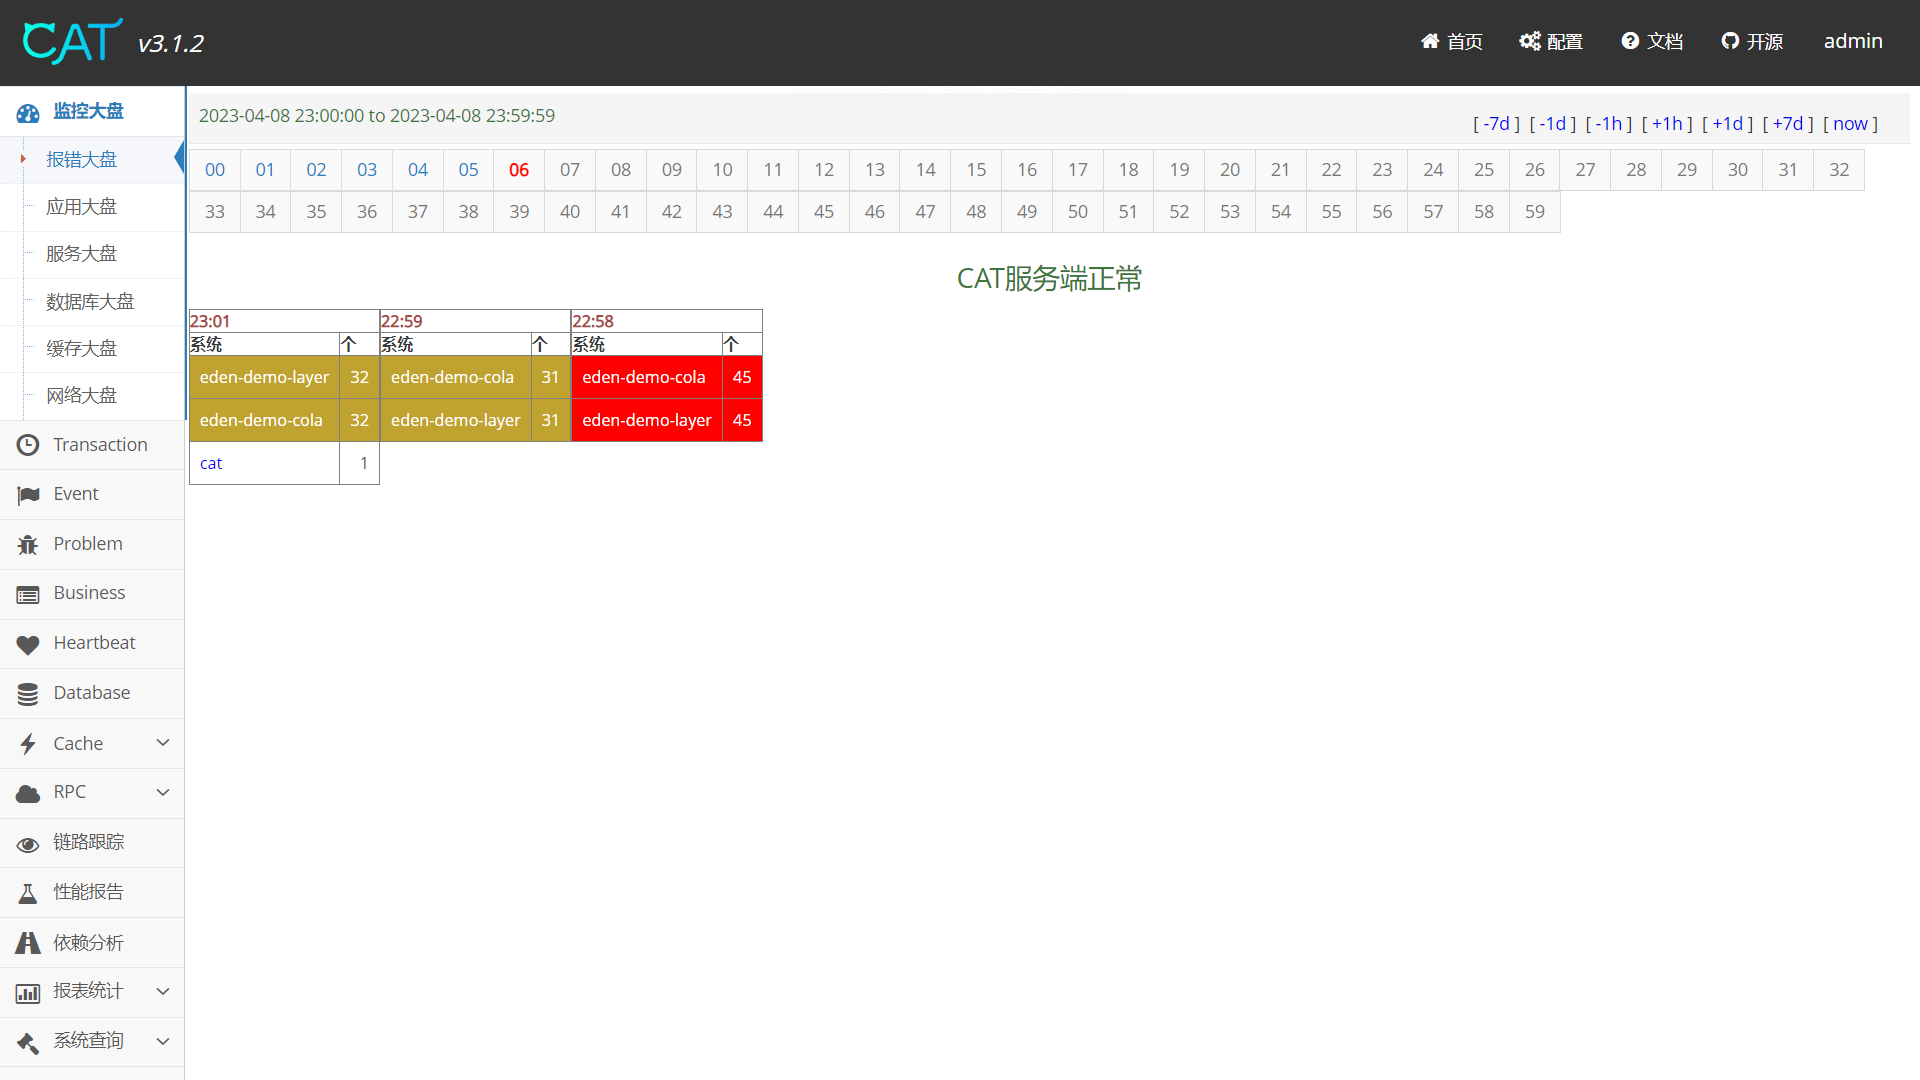 CAT v3.1.2
首页 配置 文档 开源 admin
监控大盘
报错大盘
应用大盘
服务大盘
数据库大盘
缓存大盘
网络大盘
Transaction
Event
Problem
Business
Heartbeat
Database
Cache
RPC
链路跟踪
性能报告
依赖分析
报表统计
系统查询
2023-04-08 23:00:00 to 2023-04-08 23:59:59
[ -7d ] [ -1d ] [ -1h ] [ +1h ] [ +1d ] [ +7d ] [ now ]
00 01 02 03 04 05 06 07 08 09 10 11 12 13 14 15 16 17 18 19 20 21 22 23 24 25 26 27 28 29 30 31 32
33 34 35 36 37 38 39 40 41 42 43 44 45 46 47 48 49 50 51 52 53 54 55 56 57 58 59
CAT服务端正常
23:01 22:59 22:58
系统 个 系统 个 系统 个
eden-demo-layer 32 eden-demo-cola 31 eden-demo-cola 45
eden-demo-cola 32 eden-demo-layer 31 eden-demo-layer 45
cat 1